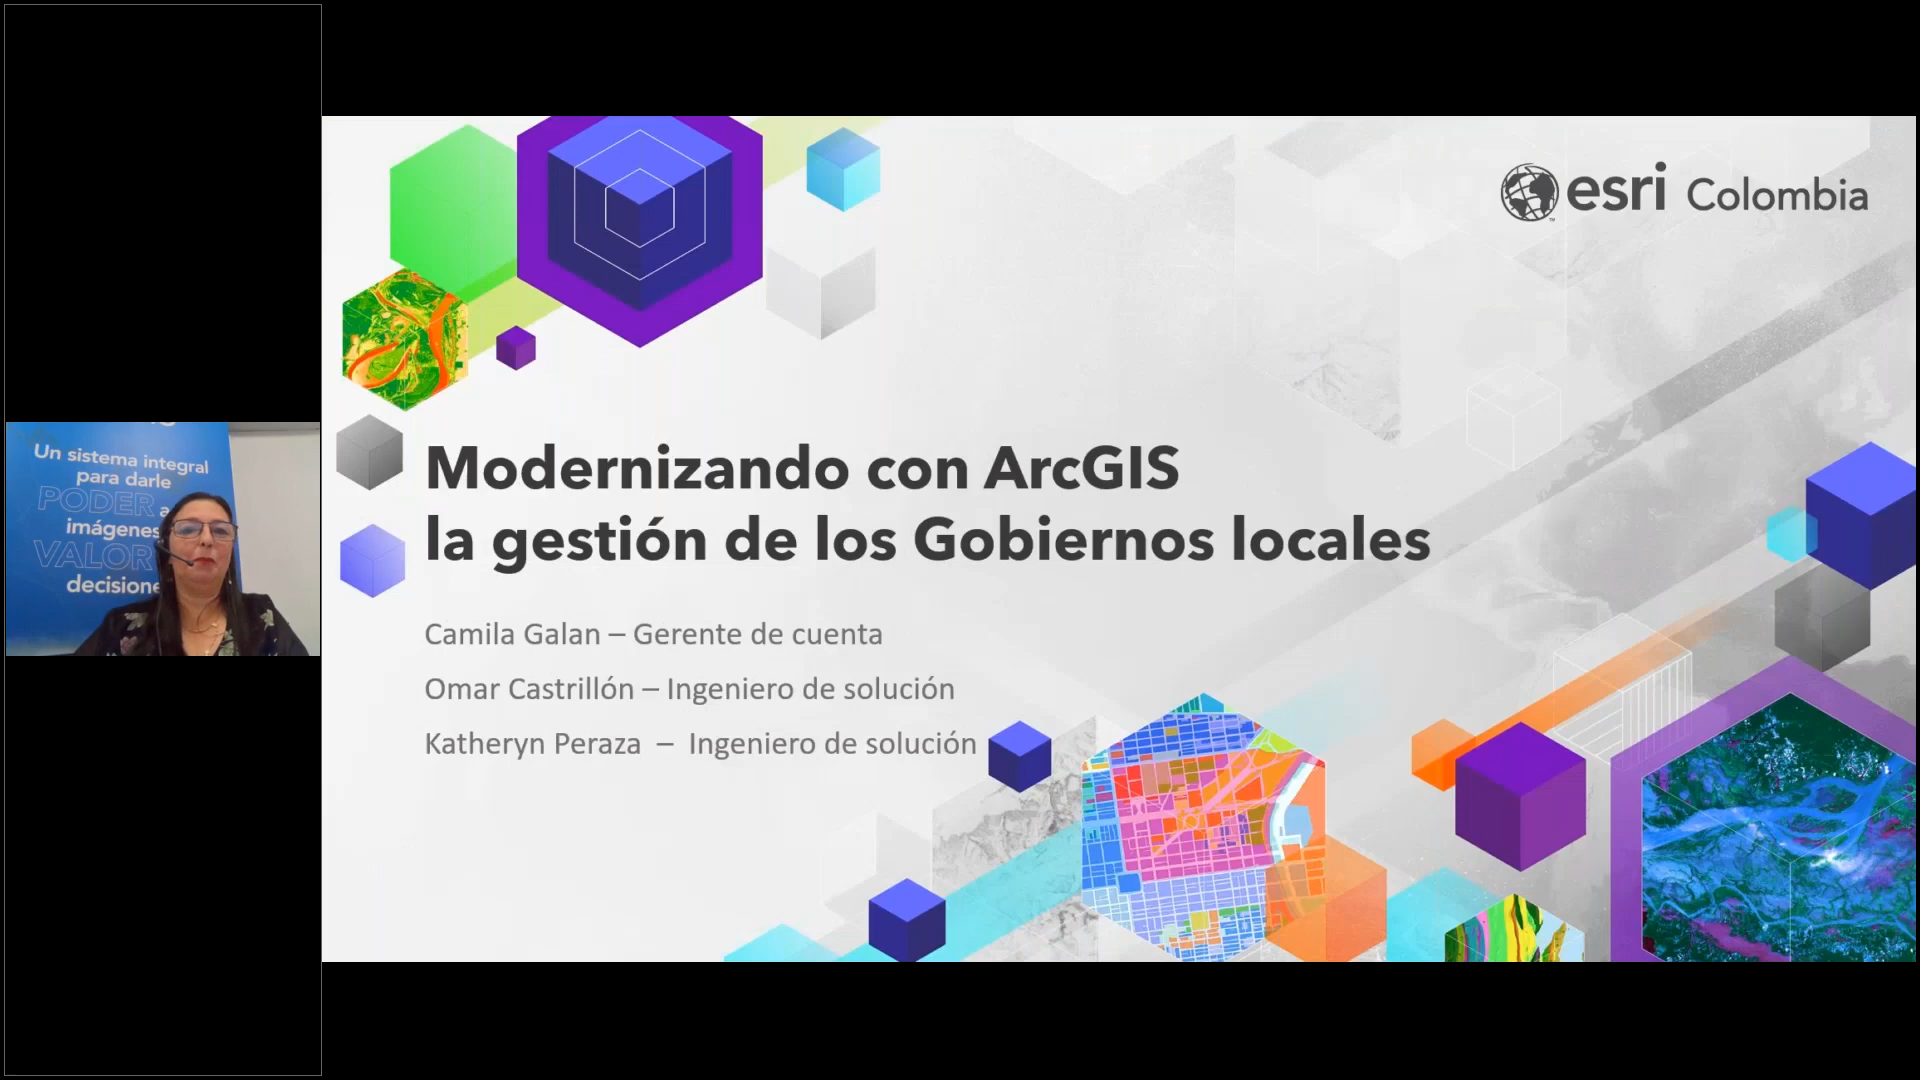 Un sistema integral
para darle
PODER a
imágenes
VALOR
decisione
esri Colombia
Modernizando con ArcGIS
la gestión de los Gobiernos locales
Camila Galan – Gerente de cuenta
Omar Castrillón – Ingeniero de solución
Katheryn Peraza – Ingeniero de solución